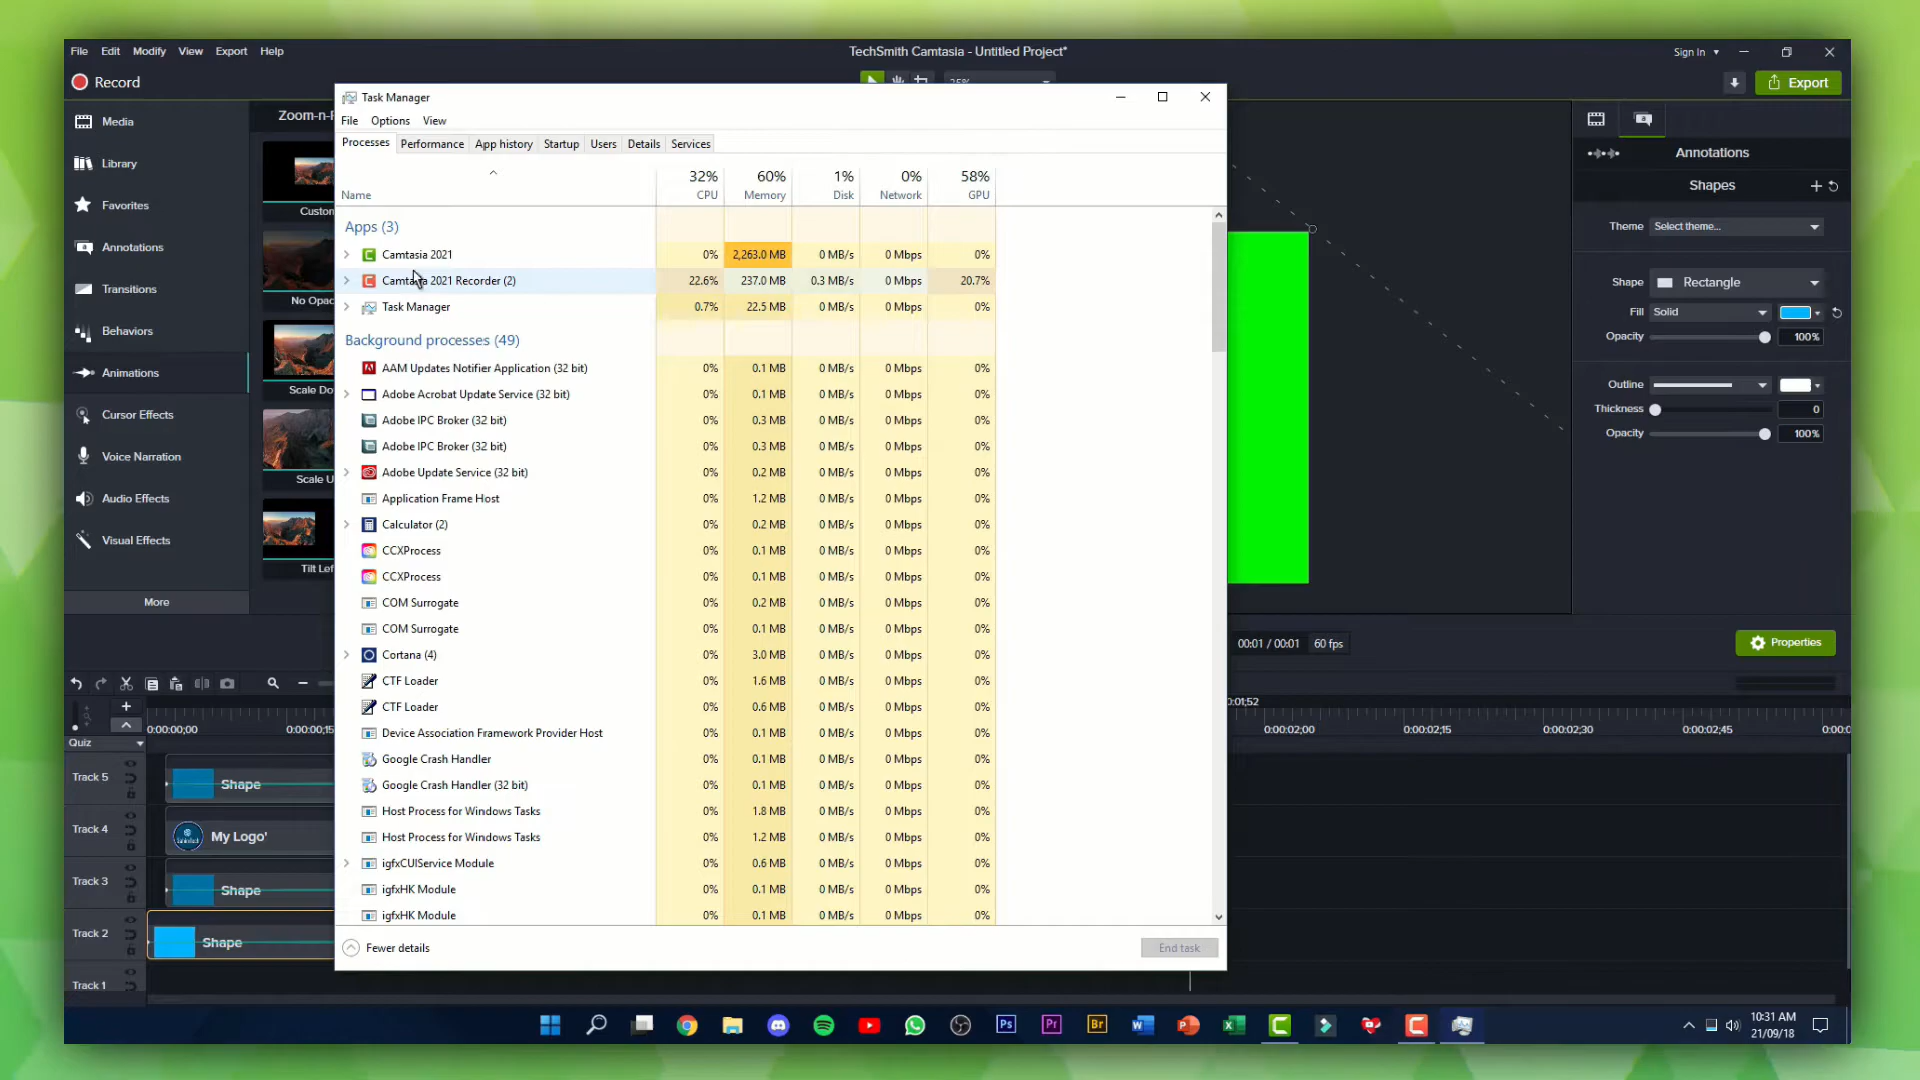 File Edit Modify View Export Help
TechSmith Camtasia - Untitled Project*
Sign In
Record
25%
Export
Media
Library
Favorites
Annotations
Transitions
Behaviors
Animations
Cursor Effects
Voice Narration
Audio Effects
Visual Effects
More
Zoom-n-
Custom
No Opac
Scale Do
Scale U
Tilt Lef
Task Manager
File Options View
Processes Performance App history Startup Users Details Services
32% 60% 1% 0% 58%
Name CPU Memory Disk Network GPU
Apps (3)
Camtasia 2021 0% 2,263.0 MB 0 MB/s 0 Mbps 0%
Camtasia 2021 Recorder (2) 22.6% 237.0 MB 0.3 MB/s 0 Mbps 20.7%
Task Manager 0.7% 22.5 MB 0 MB/s 0 Mbps 0%
Background processes (49)
AAM Updates Notifier Application (32 bit) 0% 0.1 MB 0 MB/s 0 Mbps 0%
Adobe Acrobat Update Service (32 bit) 0% 0.1 MB 0 MB/s 0 Mbps 0%
Adobe IPC Broker (32 bit) 0% 0.3 MB 0 MB/s 0 Mbps 0%
Adobe IPC Broker (32 bit) 0% 0.3 MB 0 MB/s 0 Mbps 0%
Adobe Update Service (32 bit) 0% 0.2 MB 0 MB/s 0 Mbps 0%
Application Frame Host 0% 1.2 MB 0 MB/s 0 Mbps 0%
Calculator (2) 0% 0.2 MB 0 MB/s 0 Mbps 0%
CCXProcess 0% 0.1 MB 0 MB/s 0 Mbps 0%
CCXProcess 0% 0.1 MB 0 MB/s 0 Mbps 0%
COM Surrogate 0% 0.2 MB 0 MB/s 0 Mbps 0%
COM Surrogate 0% 0.1 MB 0 MB/s 0 Mbps 0%
Cortana (4) 0% 3.0 MB 0 MB/s 0 Mbps 0%
CTF Loader 0% 1.6 MB 0 MB/s 0 Mbps 0%
CTF Loader 0% 0.6 MB 0 MB/s 0 Mbps 0%
Device Association Framework Provider Host 0% 0.1 MB 0 MB/s 0 Mbps 0%
Google Crash Handler 0% 0.1 MB 0 MB/s 0 Mbps 0%
Google Crash Handler (32 bit) 0% 0.1 MB 0 MB/s 0 Mbps 0%
Host Process for Windows Tasks 0% 1.8 MB 0 MB/s 0 Mbps 0%
Host Process for Windows Tasks 0% 1.2 MB 0 MB/s 0 Mbps 0%
igfxCUIService Module 0% 0.6 MB 0 MB/s 0 Mbps 0%
igfxHK Module 0% 0.1 MB 0 MB/s 0 Mbps 0%
igfxHK Module 0% 0.1 MB 0 MB/s 0 Mbps 0%
Fewer details
End task
Annotations
Shapes
Theme Select theme...
Shape Rectangle
Fill Solid
Opacity 100%
Outline
Thickness 0
Opacity 100%
00:01 / 00:01 60 fps
Properties
0:01;52
0:00:00;00 0:00:00;15
0:00:02;00 0:00:02;15 0:00:02;30 0:00:02;45 0:00:0
Quiz
Track 5 Shape
Track 4 My Logo'
Track 3 Shape
Track 2 Shape
Track 1
Ps Pr Br
10:31 AM
21/09/18